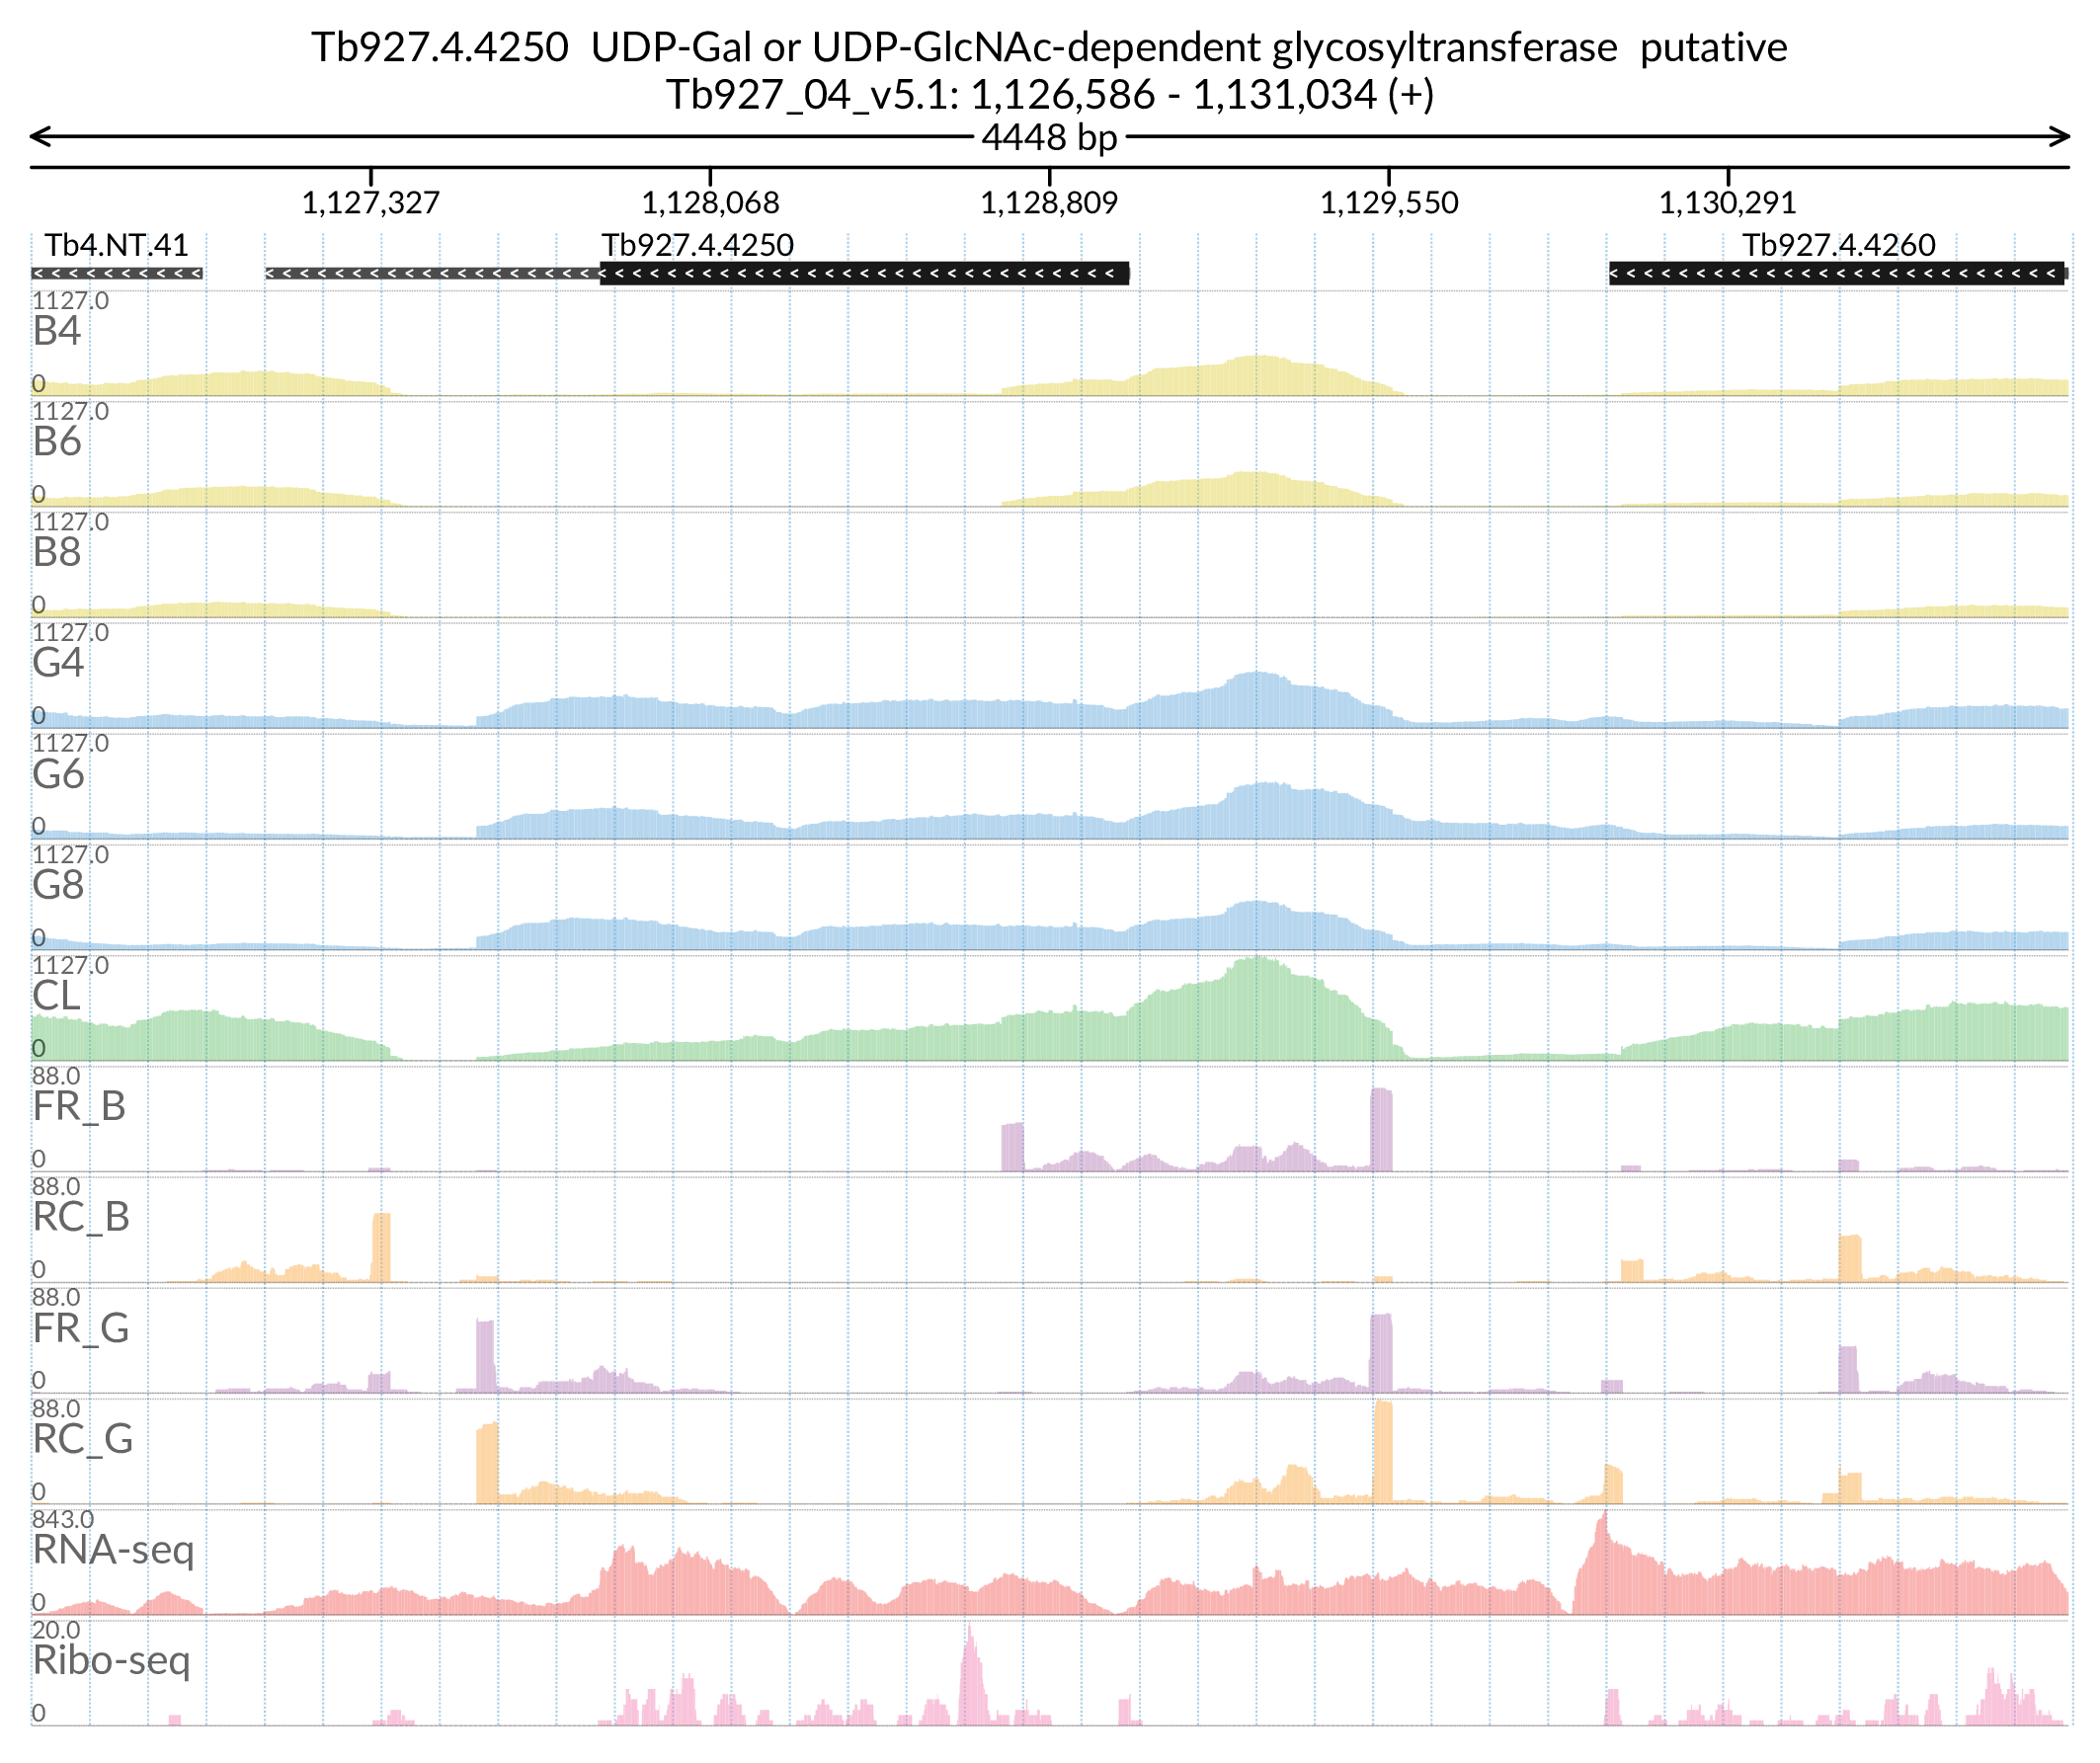 Tb927.4.4250 UDP-Gal or UDP-GlcNAc-dependent glycosyltransferase putative
Tb927_04_v5.1: 1,126,586 - 1,131,034 (+)
4448 bp
1,127,327 1,128,068 1,128,809 1,129,550 1,130,291
Tb4.NT.41 Tb927.4.4250 Tb927.4.4260
1127.0
B4
0
1127.0
B6
0
1127.0
B8
0
1127.0
G4
0
1127.0
G6
0
1127.0
G8
0
1127.0
CL
0
88.0
FR_B
0
88.0
RC_B
0
88.0
FR_G
0
88.0
RC_G
0
843.0
RNA-seq
0
20.0
Ribo-seq
0